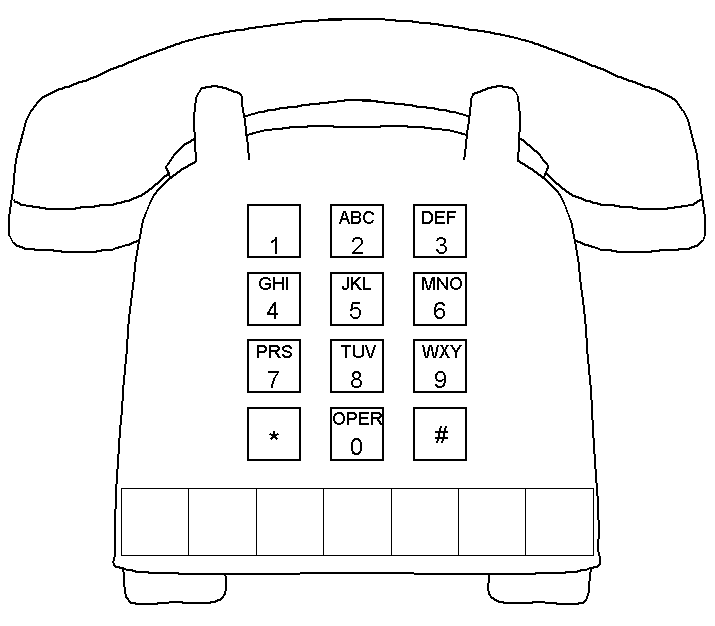 ABC DEF
1 2 3
GHI JKL MNO
4 5 6
PRS TUV WXY
7 8 9
OPER
* 0 #